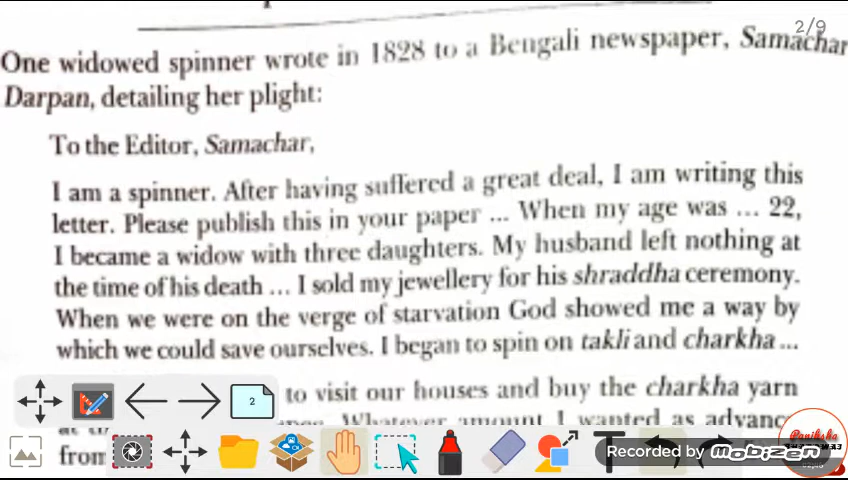 2/9
One widowed spinner wrote in 1828 to a Bengali newspaper, Samachar
Darpan, detailing her plight:
To the Editor, Samachar,
I am a spinner. After having suffered a great deal, I am writing this
letter. Please publish this in your paper ... When my age was ... 22,
I became a widow with three daughters. My husband left nothing at
the time of his death ... I sold my jewellery for his shraddha ceremony.
When we were on the verge of starvation God showed me a way by
which we could save ourselves. I began to spin on takli and charkha ...
2
to visit our houses and buy the charkha yarn
Whatever amount I wanted as advance
from
Recorded by mobizen
Paniksha